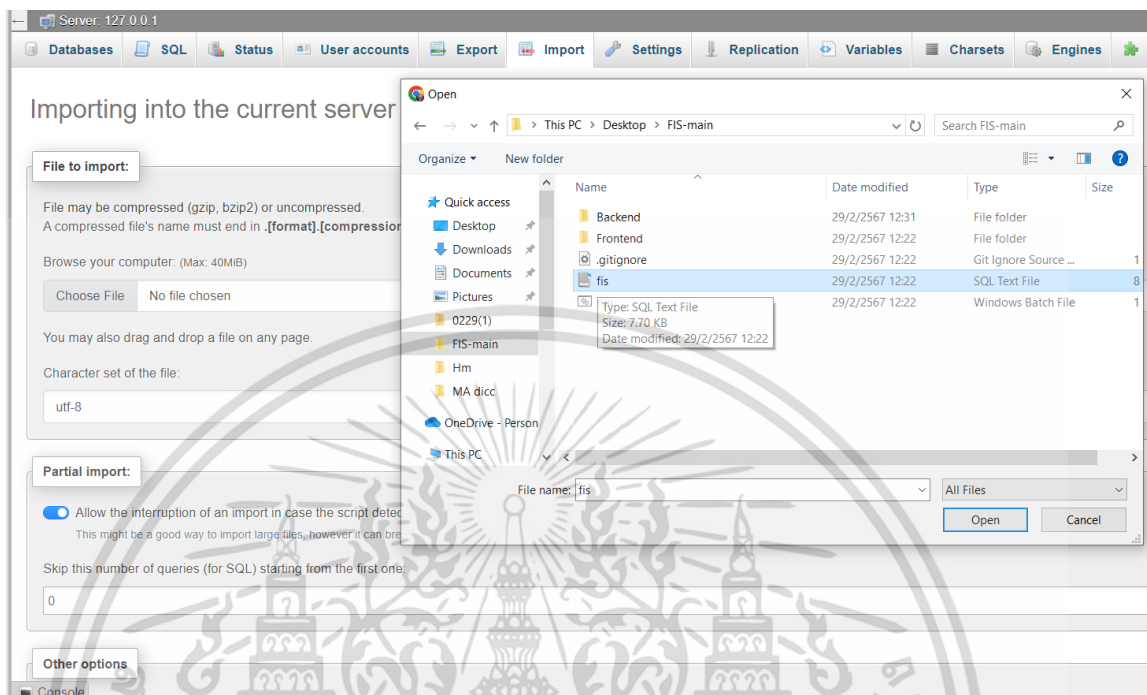 Server: 127.0.0.1
Databases SQL Status User accounts Export Import Settings Replication Variables Charsets Engines
Importing into the current server
File to import:
File may be compressed (gzip, bzip2) or uncompressed.
A compressed file's name must end in .[format].[compression
Browse your computer: (Max: 40MiB)
Choose File No file chosen
You may also drag and drop a file on any page.
Character set of the file:
utf-8
Partial import:
Allow the interruption of an import in case the script detec
This might be a good way to import large files, however it can bre
Skip this number of queries (for SQL) starting from the first one:
0
Other options
Console
Open
This PC > Desktop > FIS-main
Search FIS-main
Organize New folder
Name Date modified Type Size
Quick access
Desktop
Downloads
Documents
Pictures
0229(1)
FIS-main
Hm
MA dicc
OneDrive - Person
This PC
Backend 29/2/2567 12:31 File folder
Frontend 29/2/2567 12:22 File folder
.gitignore 29/2/2567 12:22 Git Ignore Source ... 1
fis 29/2/2567 12:22 SQL Text File 8
29/2/2567 12:22 Windows Batch File 1
Type: SQL Text File
Size: 7.70 KB
Date modified: 29/2/2567 12:22
File name: fis All Files
Open Cancel